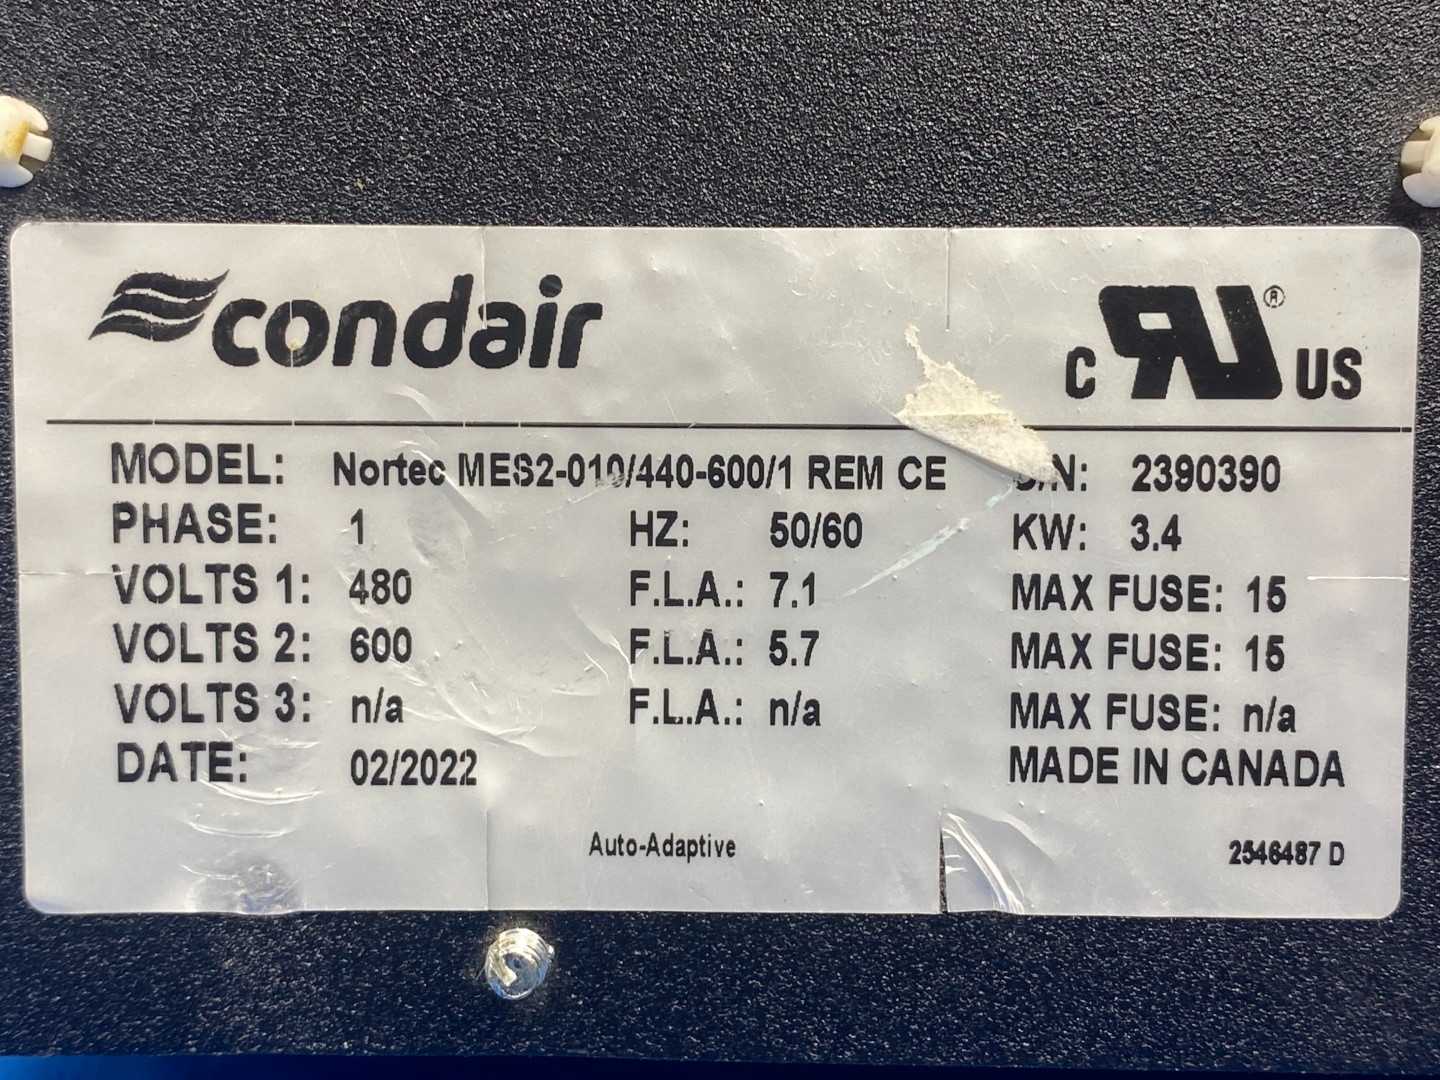 condair
C RU ® US
MODEL: Nortec MES2-010/440-600/1 REM CE S/N: 2390390
PHASE: 1 HZ: 50/60 KW: 3.4
VOLTS 1: 480 F.L.A.: 7.1 MAX FUSE: 15
VOLTS 2: 600 F.L.A.: 5.7 MAX FUSE: 15
VOLTS 3: n/a F.L.A.: n/a MAX FUSE: n/a
DATE: 02/2022 MADE IN CANADA
Auto-Adaptive 2546487 D